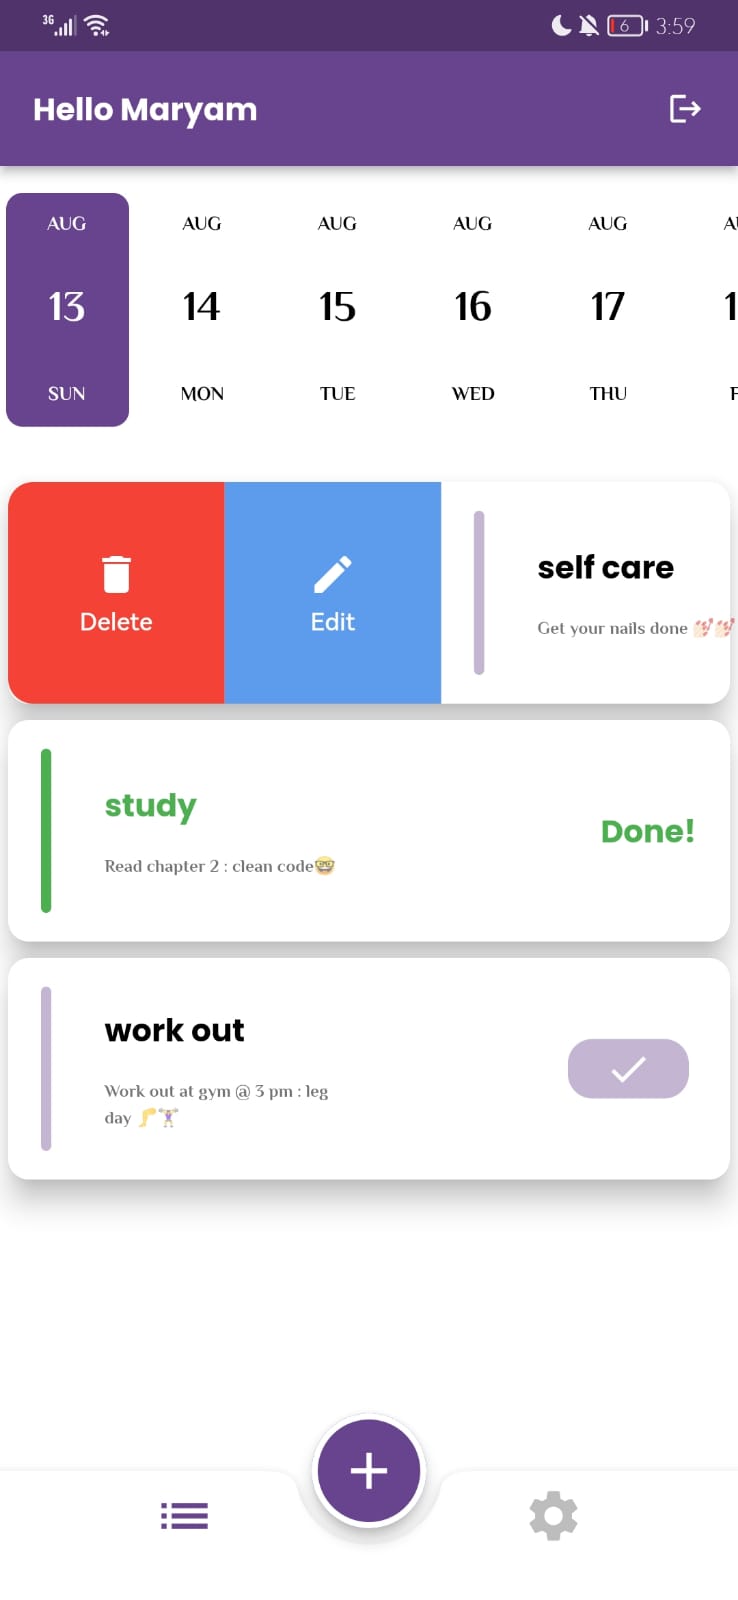 3G 6 3:59
Hello Maryam
AUG AUG AUG AUG AUG
13 14 15 16 17
SUN MON TUE WED THU
Delete
Edit
self care
Get your nails done 💅🏻💅🏻
study
Read chapter 2 : clean code🤓
Done!
work out
Work out at gym @ 3 pm : leg
day 🦵🏋️‍♀️